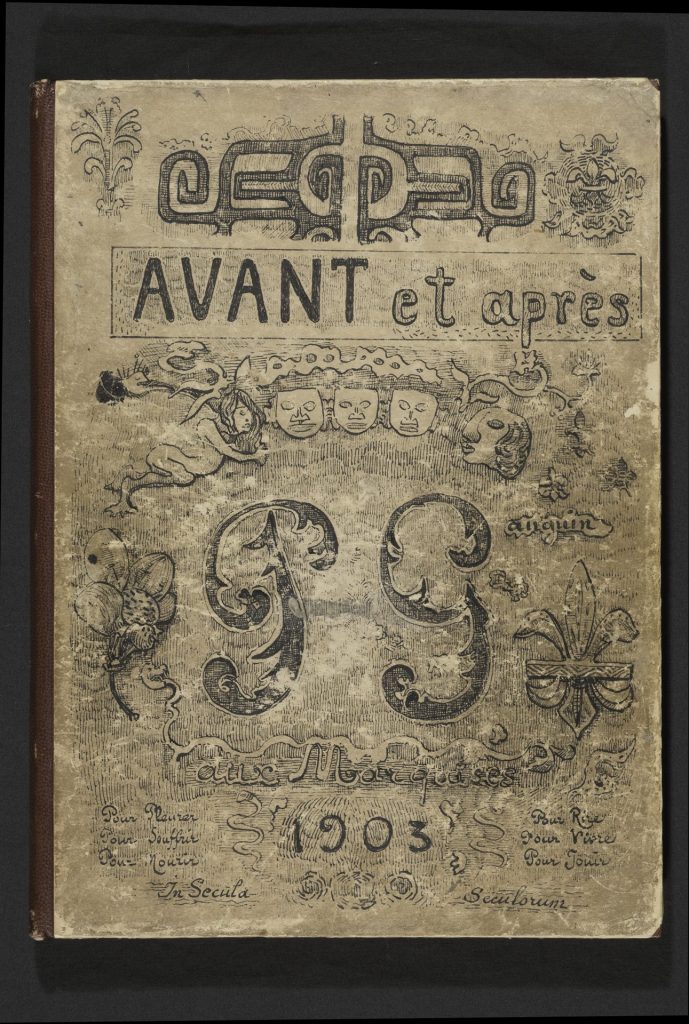 AVANT et après
P G
auguin
aux Marquises
1903
Pour Pleurer
Pour Souffrir
Pour Mourir
Pour Rire
Pour Vivre
Pour Jouir
In Secula
Seculorum